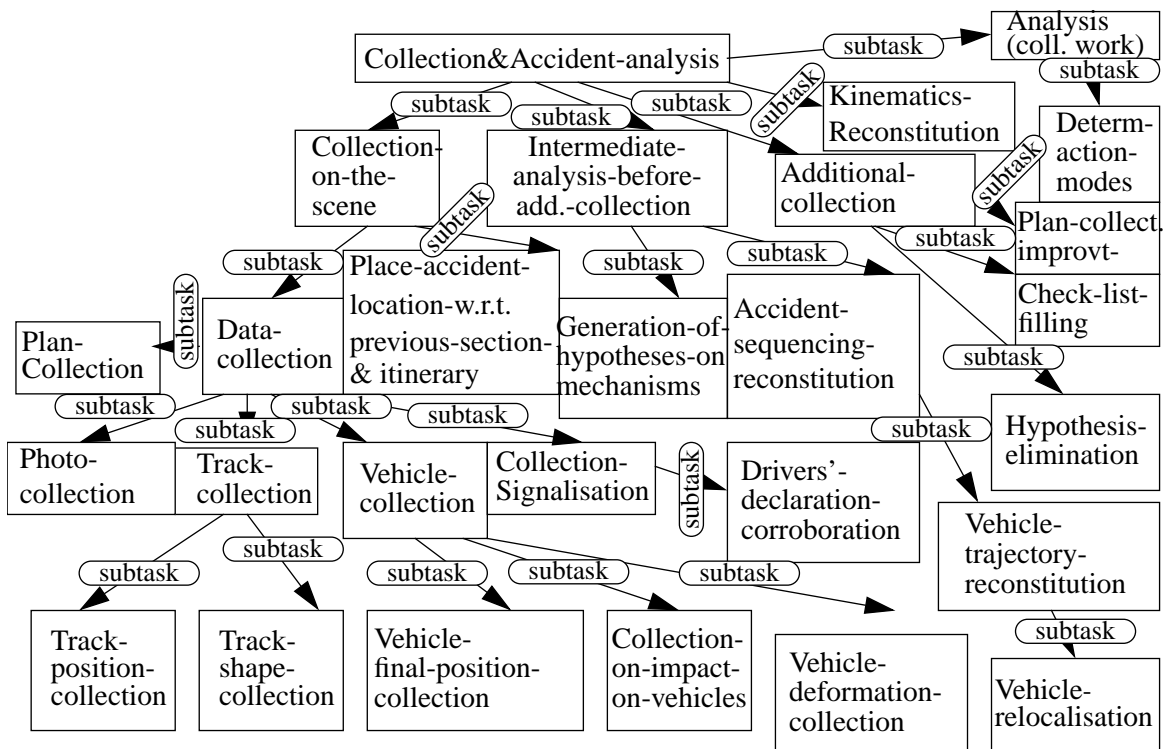 Analysis
(coll. work)
subtask
Collection&Accident-analysis
subtask
subtask
subtask
subtask
subtask
Kinematics-
Reconstitution
subtask
Collection-
on-the-
scene
Intermediate-
analysis-before-
add.-collection
Additional-
collection
Determ-
action-
modes
subtask
subtask
subtask
subtask
subtask
subtask
Plan-collect.
improvt-
Place-accident-
location-w.r.t.
previous-section-
& itinerary
subtask
Check-list-
filling
Plan-
Collection
subtask
Data-
collection
Generation-of-
hypotheses-on
mechanisms
Accident-
sequencing-
reconstitution
subtask
subtask
subtask
subtask
subtask
subtask
Hypothesis-
elimination
Photo-
collection
Track-
collection
Vehicle-
collection
Collection-
Signalisation
subtask
Drivers’-
declaration-
corroboration
Vehicle-
trajectory-
reconstitution
subtask
subtask
subtask
subtask
subtask
subtask
Track-
position-
collection
Track-
shape-
collection
Vehicle-
final-position-
collection
Collection-
on-impact-
on-vehicles
Vehicle-
deformation-
collection
Vehicle-
relocalisation